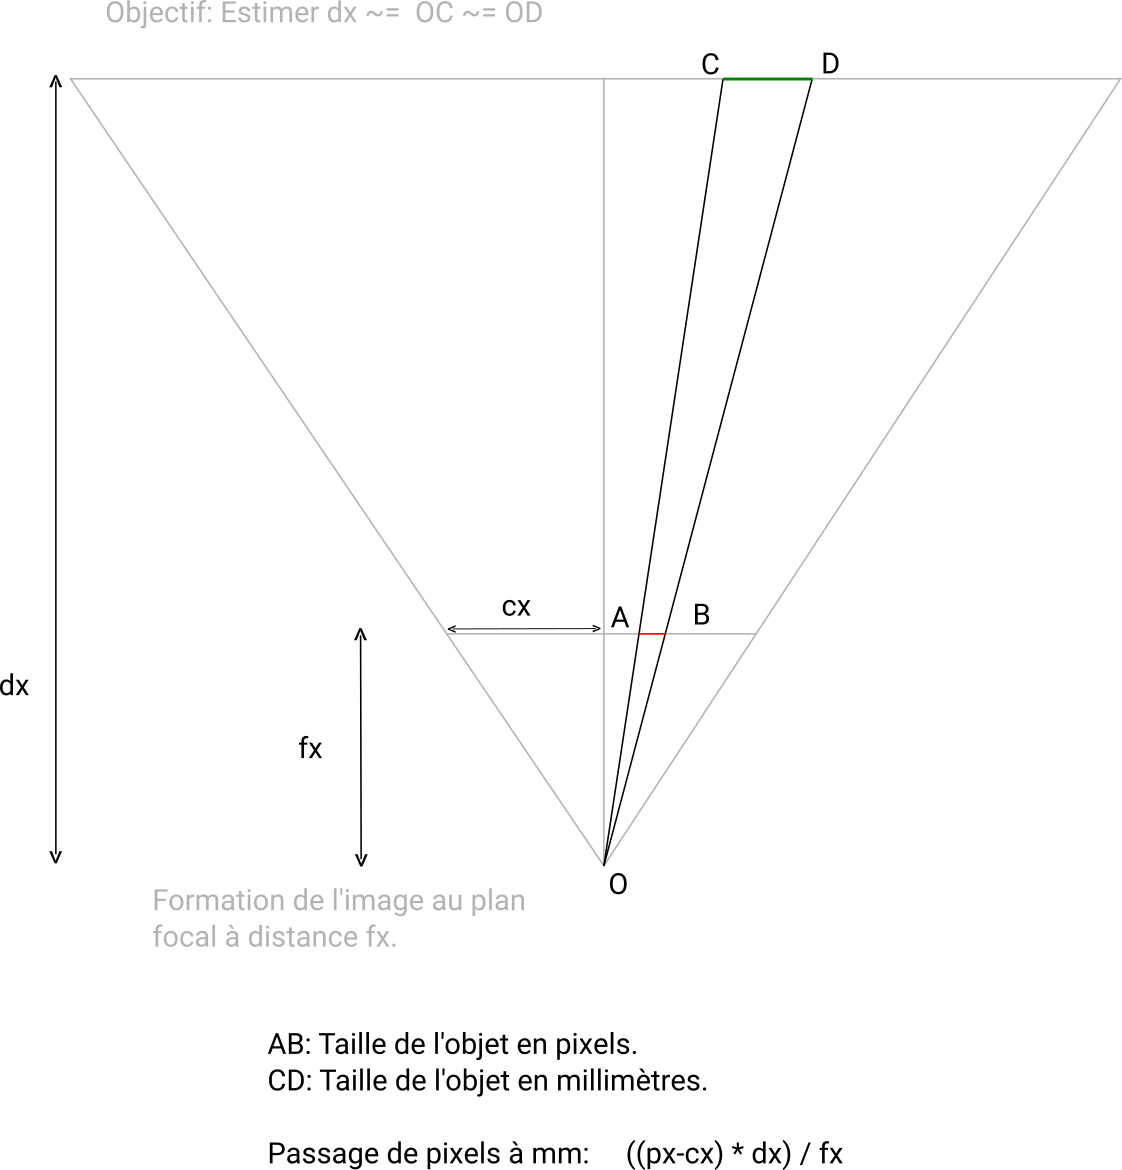 Objectif: Estimer dx ~=  OC ~= OD
C
D
cx
A
B
dx
fx
O
Formation de l'image au plan
focal à distance fx.
AB: Taille de l'objet en pixels.
CD: Taille de l'objet en millimètres.
Passage de pixels à mm:    ((px-cx) * dx) / fx